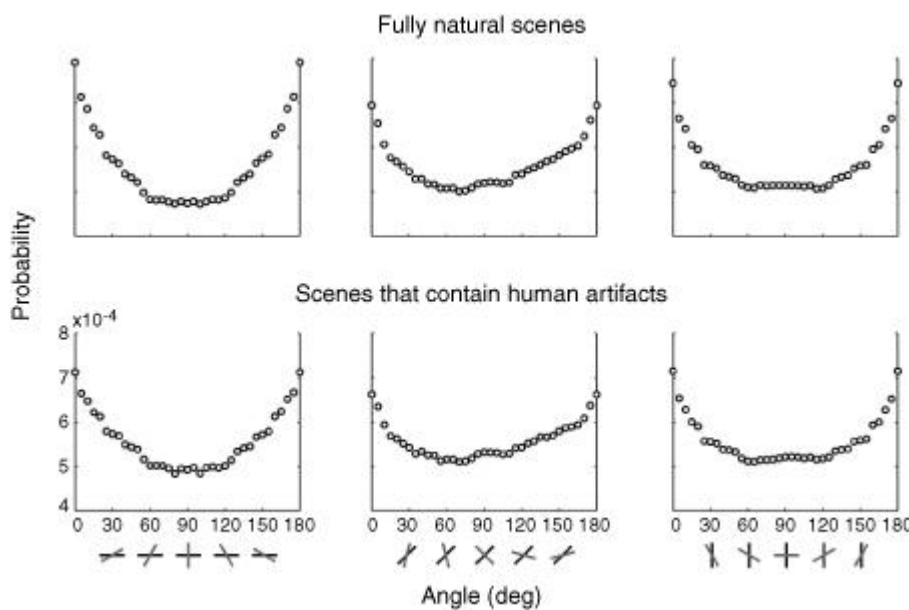 Fully natural scenes
Probability
Scenes that contain human artifacts
x10-4
8
7
6
5
4
0 30 60 90 120 150 180 0 30 60 90 120 150 180 0 30 60 90 120 150 180
Angle (deg)